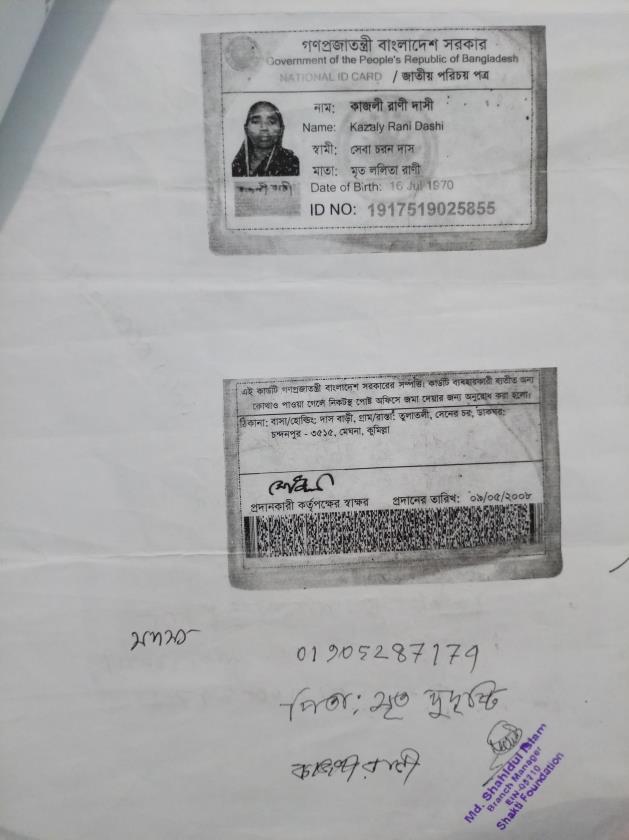 গণপ্রজাতন্ত্রী বাংলাদেশ সরকার
Government of the People's Republic of Bangladesh
NATIONAL ID CARD / জাতীয় পরিচয় পত্র
নাম: কাজলী রাণী দাসী
Name: Kazaly Rani Dashi
স্বামী: সেবা চরন দাস
মাতা: মৃত ললিতা রাণী
Date of Birth: 16 Jul 1970
ID NO: 1917519025855
এই কার্ডটি গণপ্রজাতন্ত্রী বাংলাদেশ সরকারের সম্পত্তি। কার্ডটি ব্যবহারকারী ব্যতীত অন্য
কোথাও পাওয়া গেলে নিকটস্থ পোষ্ট অফিসে জমা দেয়ার জন্য অনুরোধ করা হলো।
ঠিকানা: বাসা/হোল্ডিং: দাস বাড়ী, গ্রাম/রাস্তা: তুলাতলী, সেনের চর, ডাকঘর:
চন্দনপুর - ৩৫১৫, মেঘনা, কুমিল্লা
প্রদানকারী কর্তৃপক্ষের স্বাক্ষর প্রদানের তারিখ: ০৯/০৫/২০০৮
01905287179
পিতা: মৃত
Md. Shahidul Islam
Branch Manager
EIN-05710
Shakti Foundation